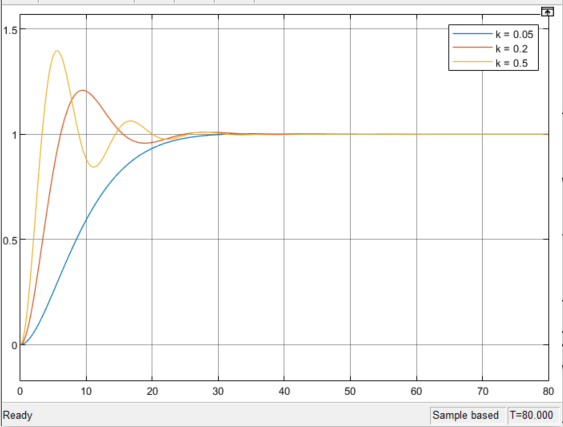 1.5
k = 0.05
k = 0.2
k = 0.5
1
0.5
0
0 10 20 30 40 50 60 70 80
Ready Sample based T=80.000